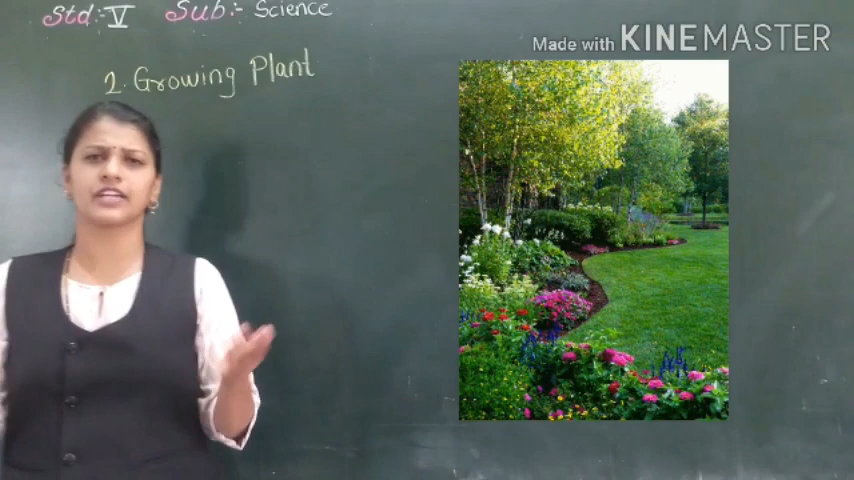 Std:- V Sub:- Science
2. Growing Plant
Made with KINEMASTER